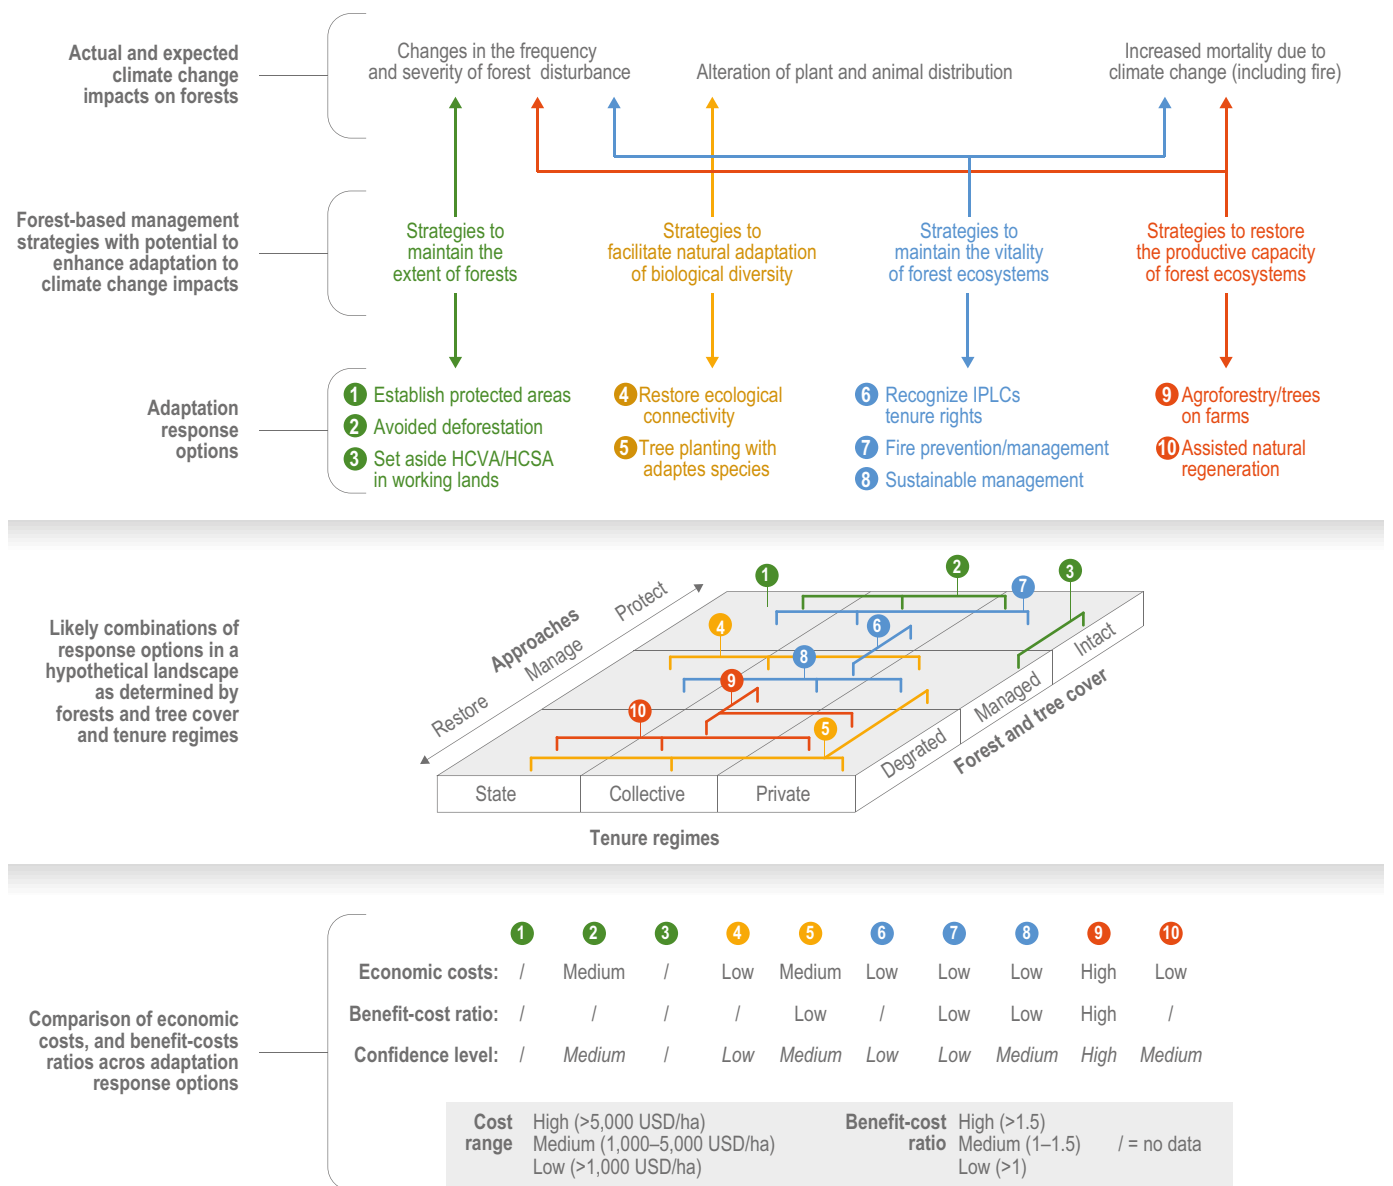 Actual and expected
climate change
impacts on forests
Changes in the frequency
and severity of forest disturbance
Alteration of plant and animal distribution
Increased mortality due to
climate change (including fire)
Forest-based management
strategies with potential to
enhance adaptation to
climate change impacts
Strategies to
maintain the
extent of forests
Strategies to
facilitate natural adaptation
of biological diversity
Strategies to
maintain the vitality
of forest ecosystems
Strategies to restore
the productive capacity
of forest ecosystems
Adaptation
response
options
1 Establish protected areas
2 Avoided deforestation
3 Set aside HCVA/HCSA
in working lands
4 Restore ecological
connectivity
5 Tree planting with
adaptes species
6 Recognize IPLCs
tenure rights
7 Fire prevention/management
8 Sustainable management
9 Agroforestry/trees
on farms
10 Assisted natural
regeneration
Likely combinations of
response options in a
hypothetical landscape
as determined by
forests and tree cover
and tenure regimes
Approaches
Restore
Manage
Protect
1
2
3
7
4
6
8
9
10
5
State
Collective
Private
Tenure regimes
Degrated
Managed
Intact
Forest and tree cover
Comparison of economic
costs, and benefit-costs
ratios acros adaptation
response options
1 2 3 4 5 6 7 8 9 10
Economic costs: / Medium / Low Medium Low Low Low High Low
Benefit-cost ratio: / / / / Low / Low Low High /
Confidence level: / Medium / Low Medium Low Low Medium High Medium
Cost
range
High (>5,000 USD/ha)
Medium (1,000–5,000 USD/ha)
Low (>1,000 USD/ha)
Benefit-cost
ratio
High (>1.5)
Medium (1–1.5)
Low (>1)
/ = no data